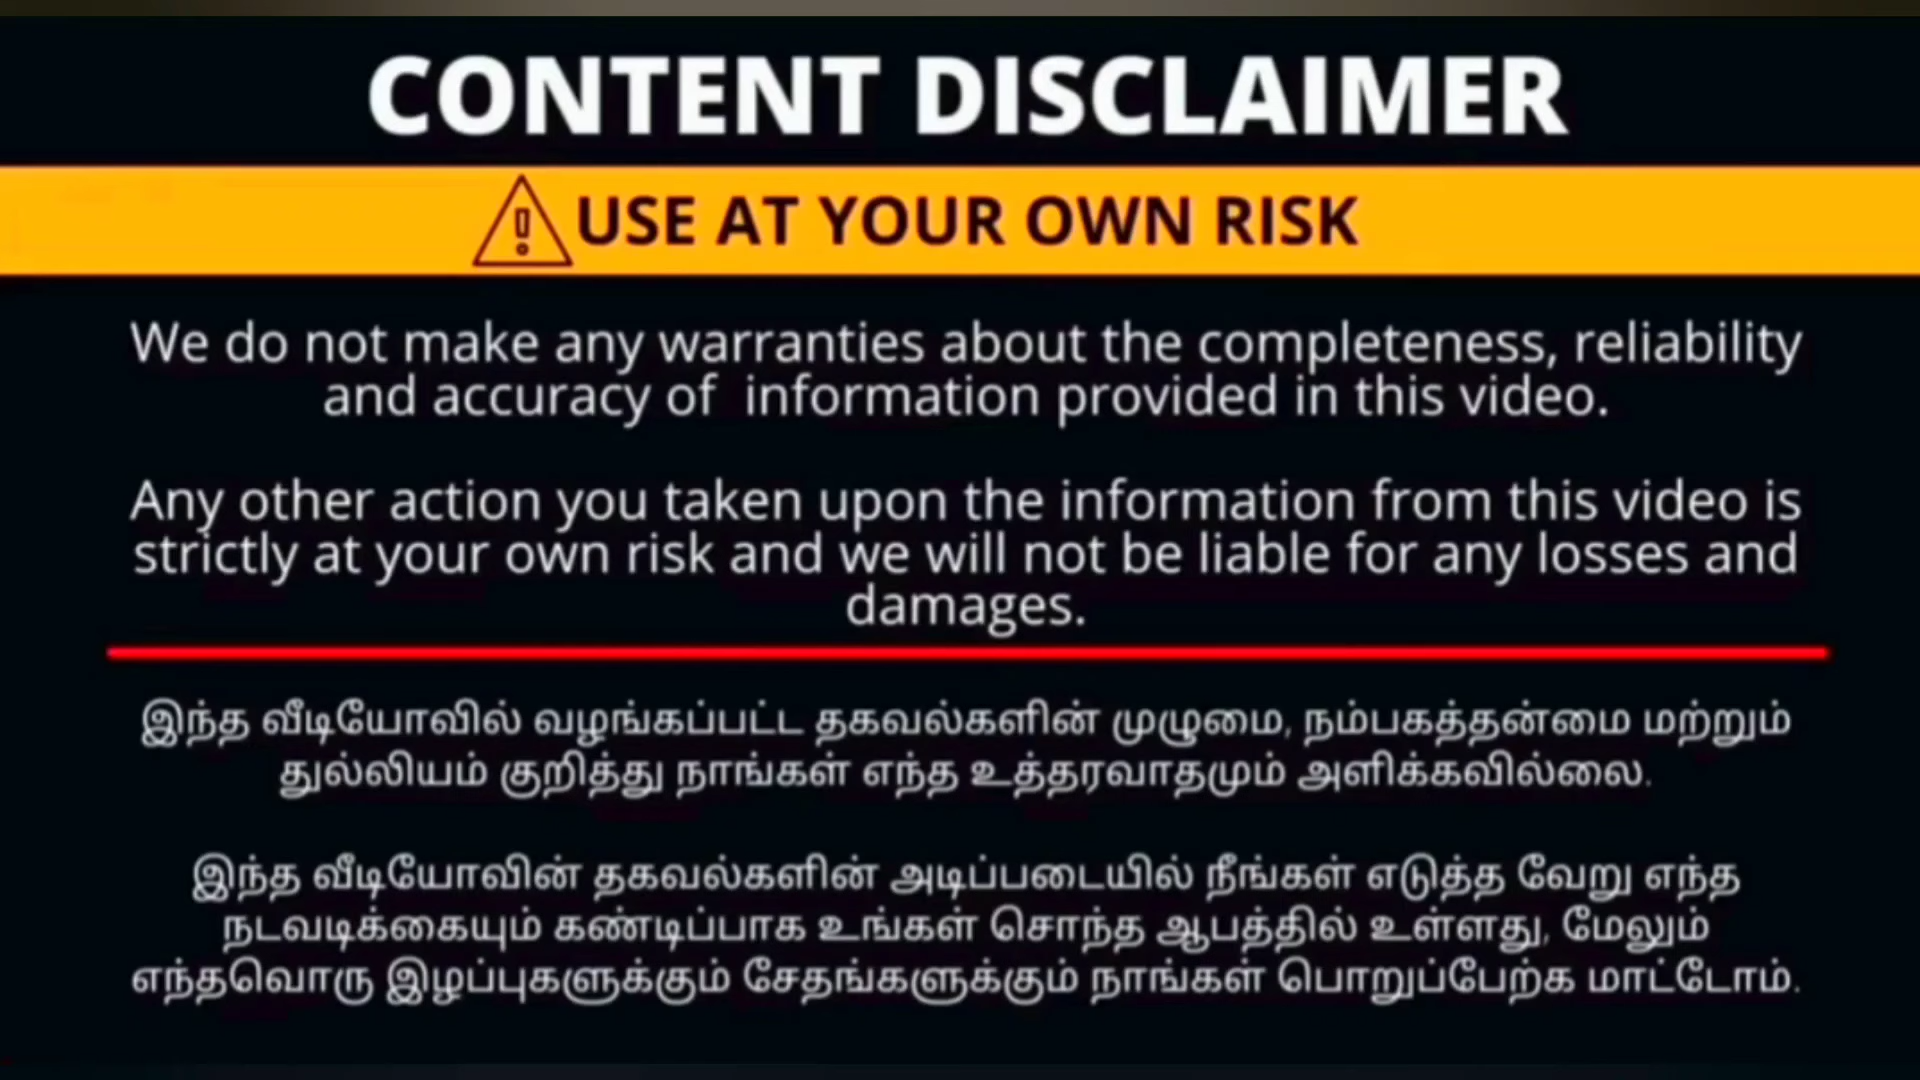 CONTENT DISCLAIMER
USE AT YOUR OWN RISK
We do not make any warranties about the completeness, reliability
and accuracy of  information provided in this video.
Any other action you taken upon the information from this video is
strictly at your own risk and we will not be liable for any losses and
damages.
இந்த வீடியோவில் வழங்கப்பட்ட தகவல்களின் முழுமை, நம்பகத்தன்மை மற்றும்
துல்லியம் குறித்து நாங்கள் எந்த உத்தரவாதமும் அளிக்கவில்லை.
இந்த வீடியோவின் தகவல்களின் அடிப்படையில் நீங்கள் எடுத்த வேறு எந்த
நடவடிக்கையும் கண்டிப்பாக உங்கள் சொந்த ஆபத்தில் உள்ளது, மேலும்
எந்தவொரு இழப்புகளுக்கும் சேதங்களுக்கும் நாங்கள் பொறுப்பேற்க மாட்டோம்.